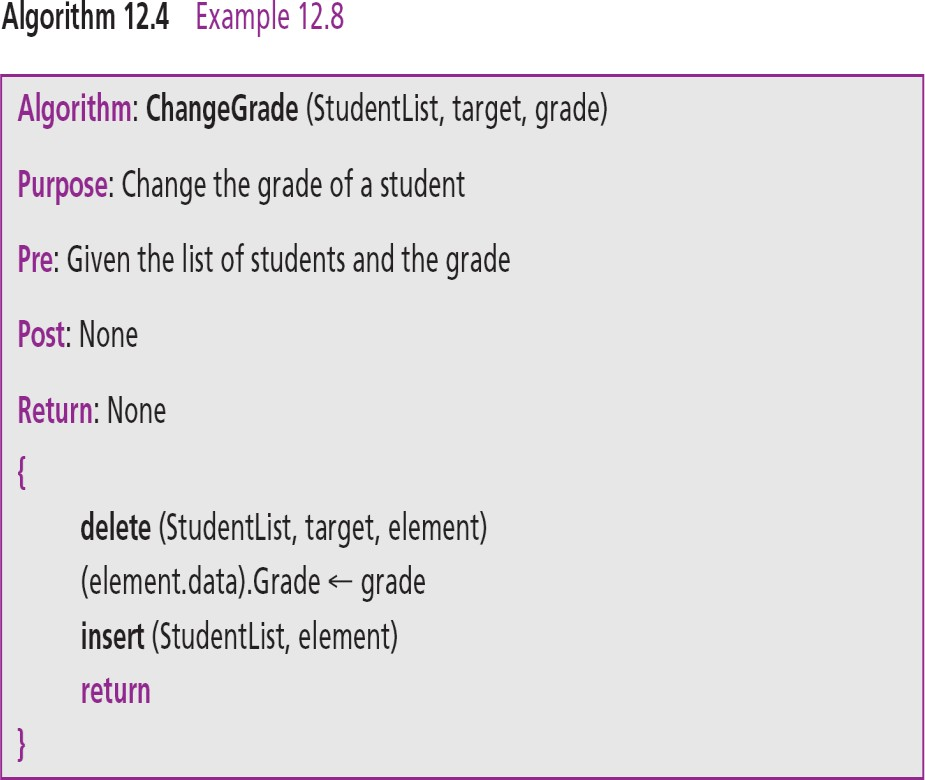 Algorithm 12.4 Example 12.8
Algorithm: ChangeGrade (StudentList, target, grade)
Purpose: Change the grade of a student
Pre: Given the list of students and the grade
Post: None
Return: None
{
delete (StudentList, target, element)
(element.data).Grade ← grade
insert (StudentList, element)
return
}